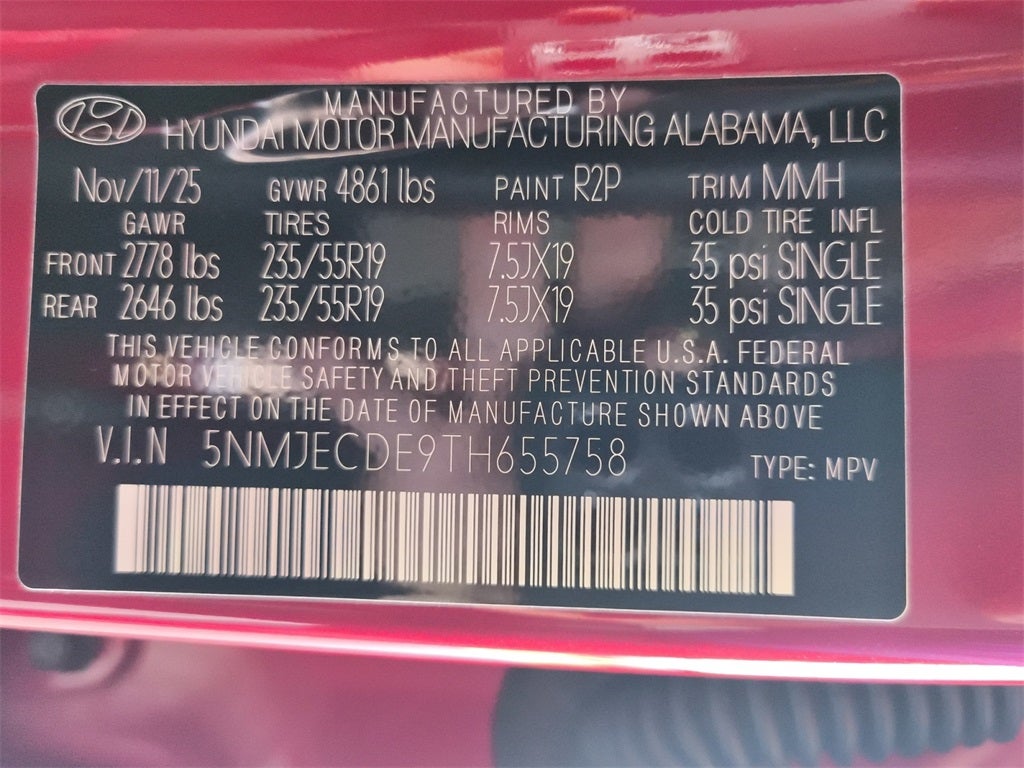 MANUFACTURED BY
HYUNDAI MOTOR MANUFACTURING ALABAMA, LLC
Nov/11/25 GVWR 4861 lbs PAINT R2P TRIM MMH
GAWR TIRES RIMS COLD TIRE INFL
FRONT 2778 lbs 235/55R19 7.5JX19 35 psi SINGLE
REAR 2646 lbs 235/55R19 7.5JX19 35 psi SINGLE
THIS VEHICLE CONFORMS TO ALL APPLICABLE U.S.A. FEDERAL
MOTOR VEHICLE SAFETY AND THEFT PREVENTION STANDARDS
IN EFFECT ON THE DATE OF MANUFACTURE SHOWN ABOVE
V.I.N 5NMJECDE9TH655758 TYPE: MPV